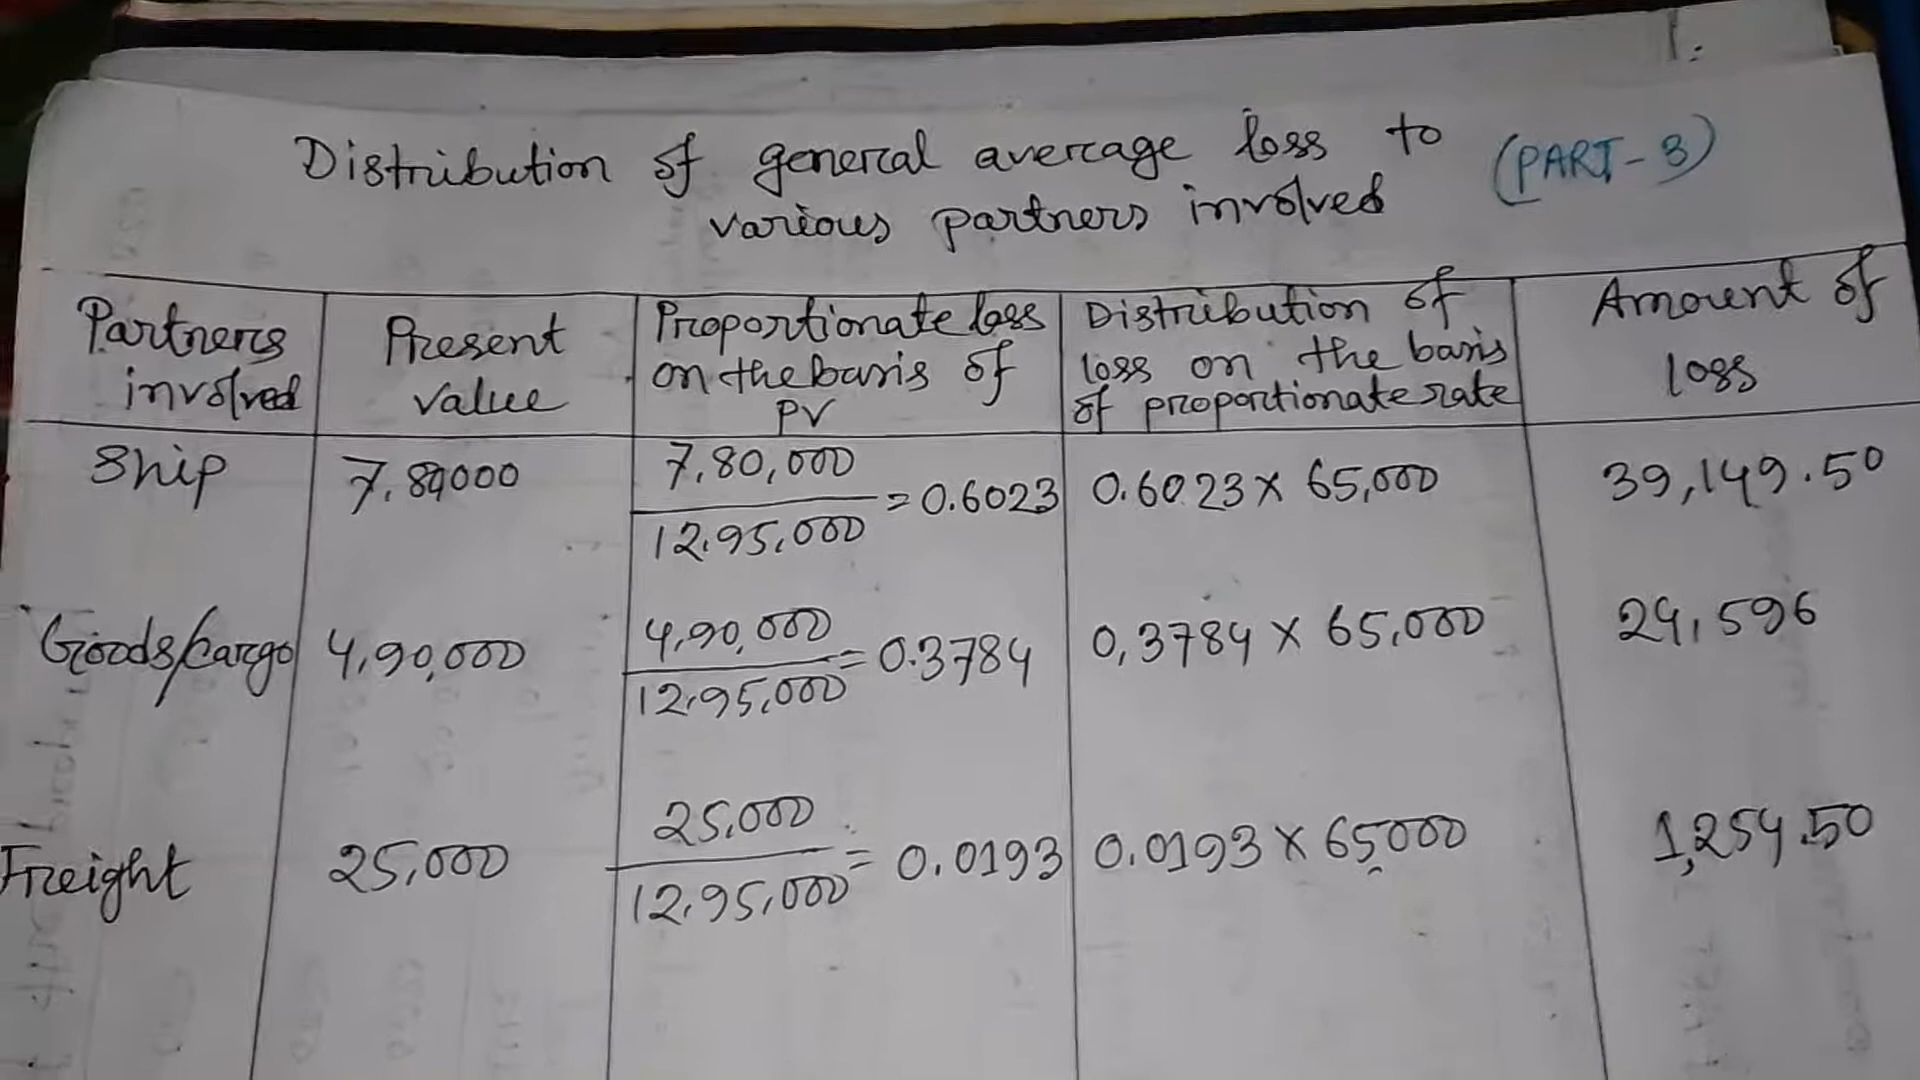 Distribution of general average loss to (PART-3)
various partners involved
Partners involved | Present value | Proportionate loss on the basis of PV | Distribution of loss on the basis of proportionate rate | Amount of loss
Ship | 7,80000 | 7,80,000 / 12,95,000 = 0.6023 | 0.6023 × 65,000 | 39,149.50
Goods/Cargo | 4,90,000 | 4,90,000 / 12,95,000 = 0.3784 | 0,3784 × 65,000 | 24,596
Freight | 25,000 | 25,000 / 12,95,000 = 0.0193 | 0.0193 × 65000 | 1,254.50